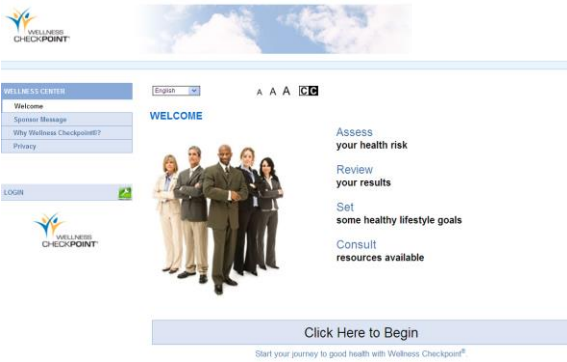 WELLNESS
CHECKPOINT
WELLNESS CENTER
Welcome
Sponsor Message
Why Wellness Checkpoint®?
Privacy
LOGIN
WELLNESS
CHECKPOINT
English
A A A CC
WELCOME
Assess
your health risk
Review
your results
Set
some healthy lifestyle goals
Consult
resources available
Click Here to Begin
Start your journey to good health with Wellness Checkpoint®